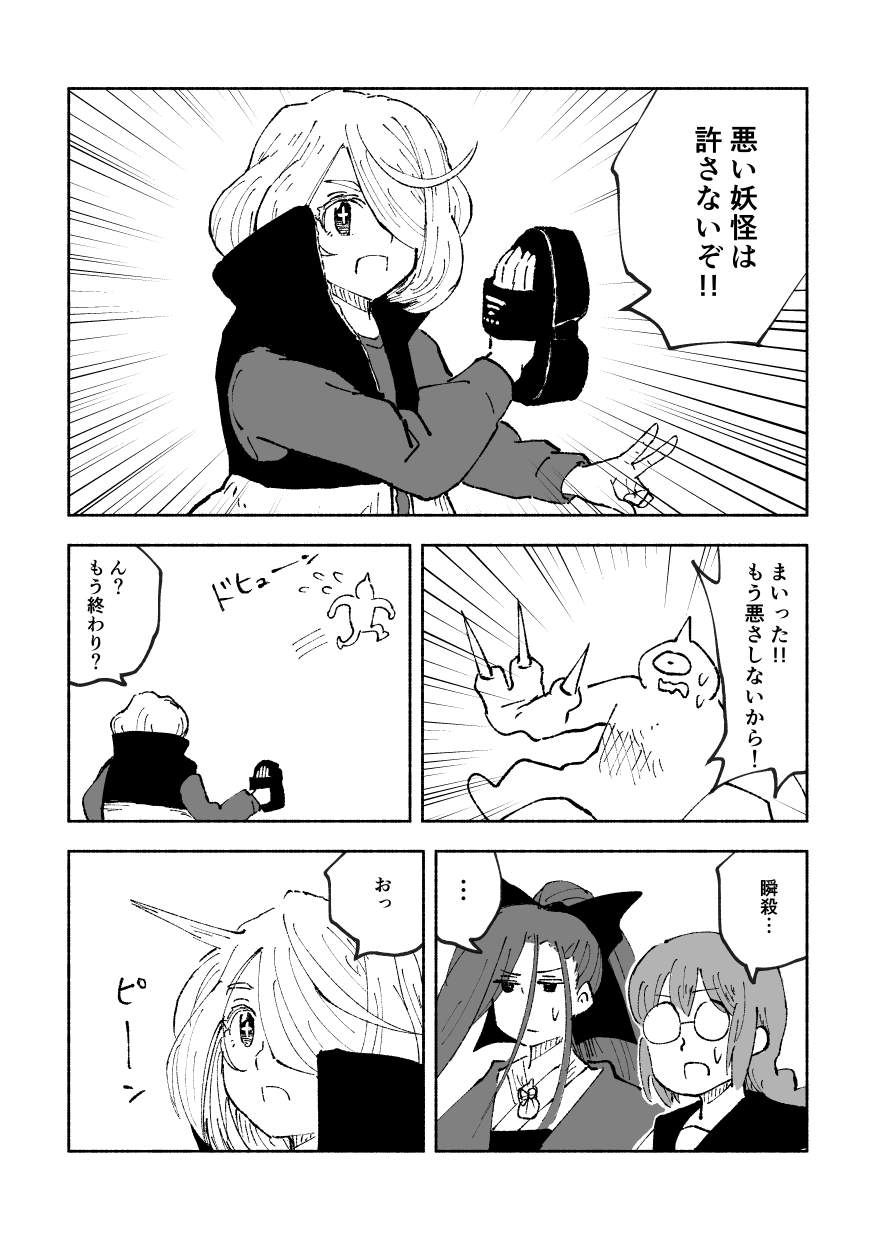 悪い妖怪は
許さないぞ!!
まいった!!
もう悪さしないから!
ドヒューン
ん?
もう終わり?
瞬殺…
…
おっ
ピーン